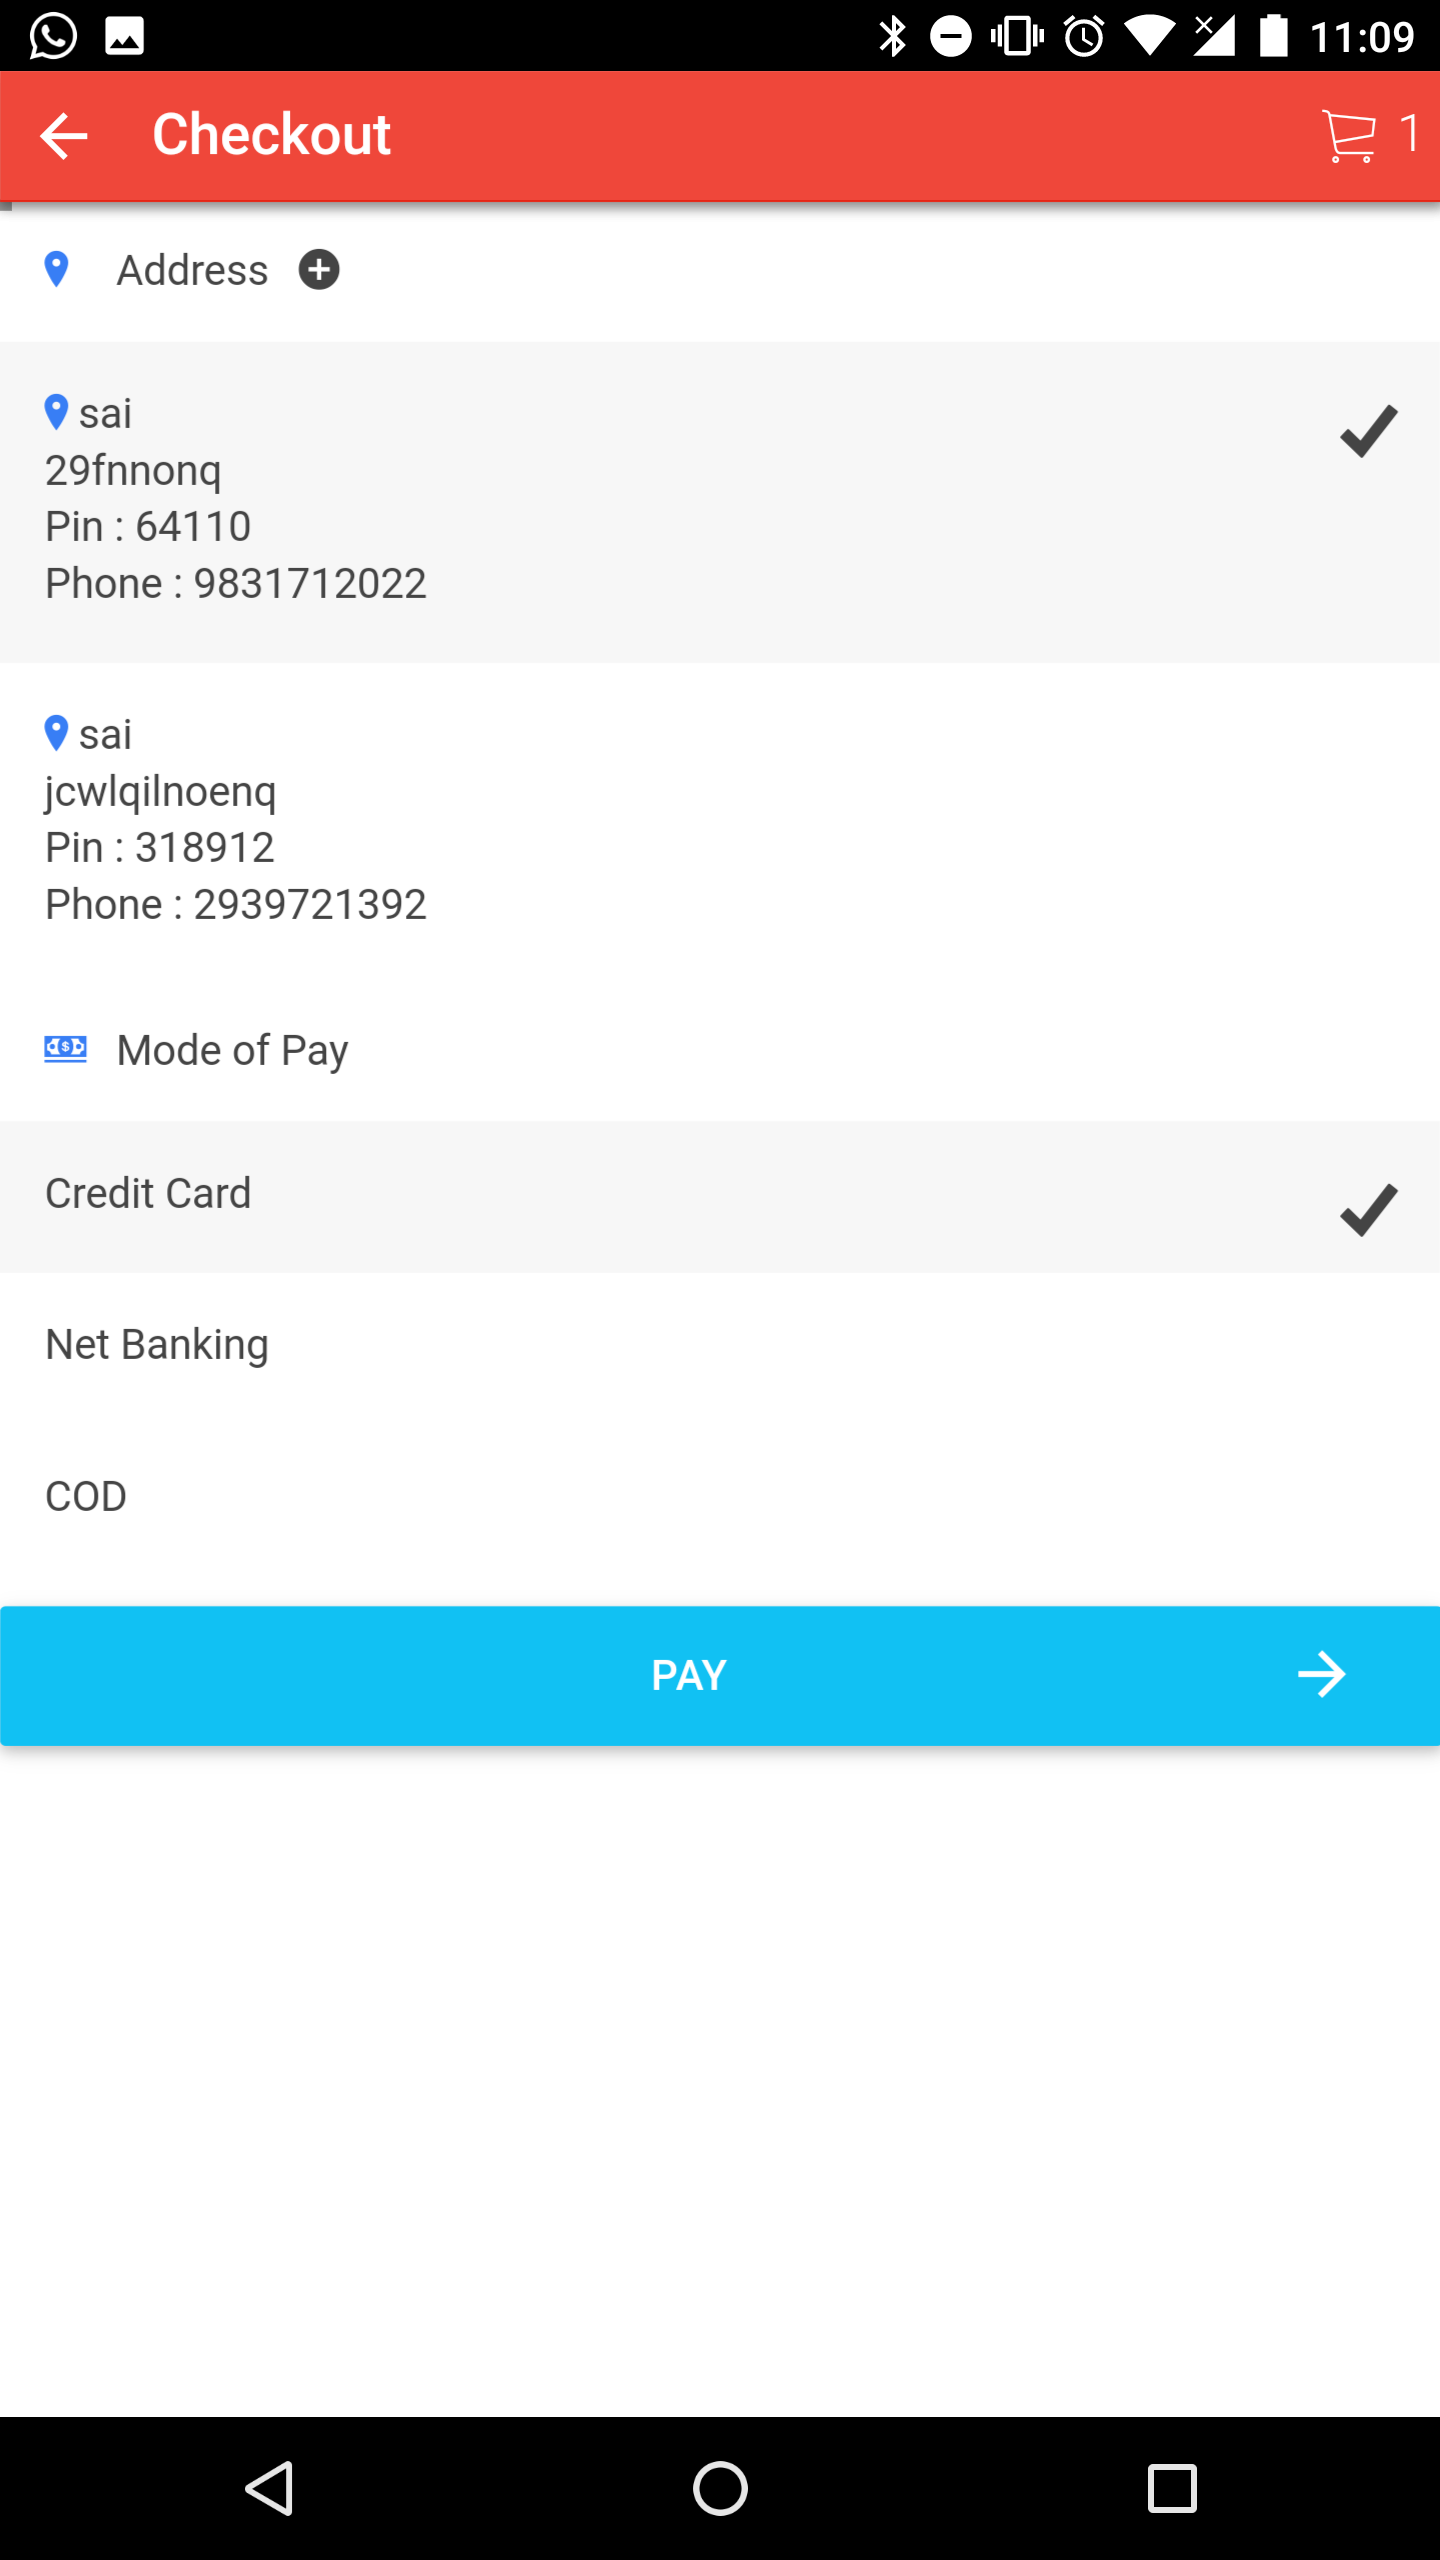 11:09
Checkout
1
Address
sai
29fnnonq
Pin : 64110
Phone : 9831712022
sai
jcwlqilnoenq
Pin : 318912
Phone : 2939721392
Mode of Pay
Credit Card
Net Banking
COD
PAY